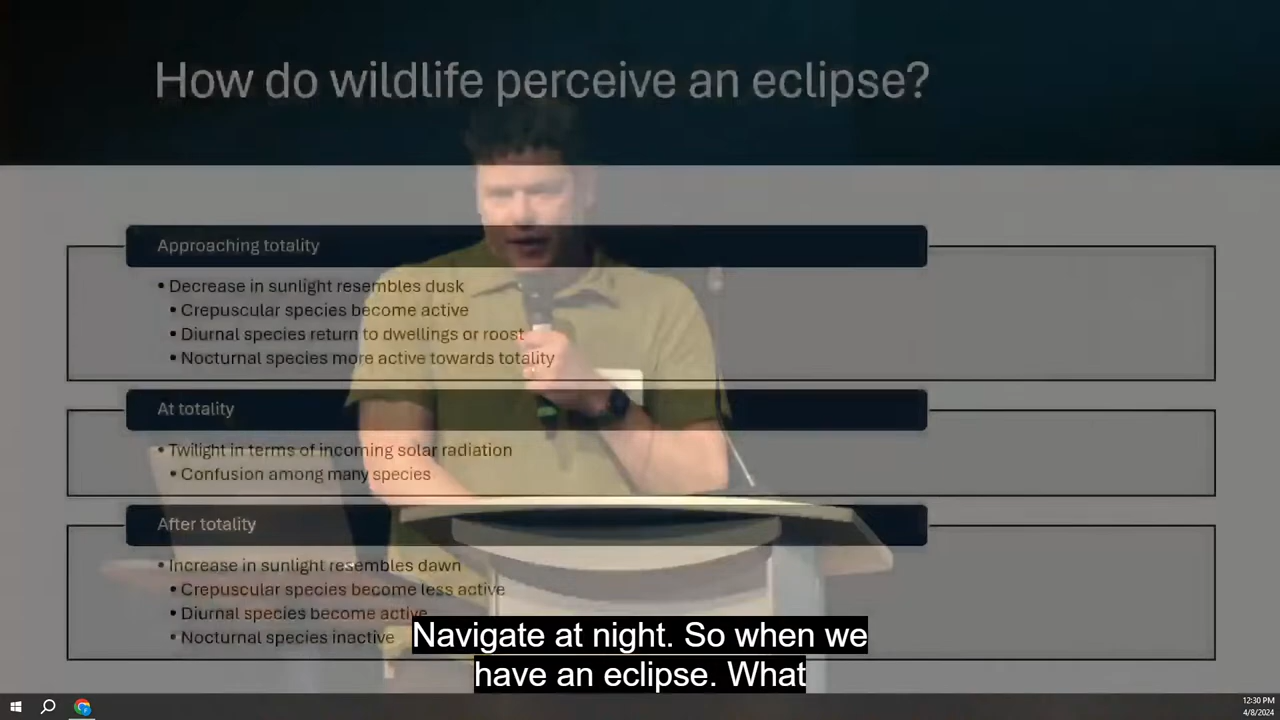 How do wildlife perceive an eclipse?
Approaching totality
• Decrease in sunlight resembles dusk
• Crepuscular species become active
• Diurnal species return to dwellings or roost
• Nocturnal species more active towards totality
At totality
• Twilight in terms of incoming solar radiation
• Confusion among many species
After totality
• Increase in sunlight resembles dawn
• Crepuscular species become less active
• Diurnal species become active
• Nocturnal species inactive
Navigate at night. So when we
have an eclipse. What
12:30 PM
4/8/2024